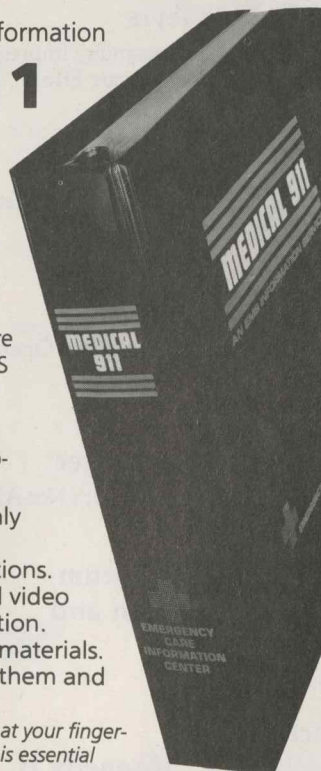 formation
1
MEDICAL 911
AN EMS INFORMATION SERVICE
MEDICAL
911
re
S
o-
nly
tions.
d video
tion.
materials.
them and
EMERGENCY
CARE
INFORMATION
CENTER
at your finger-
is essential